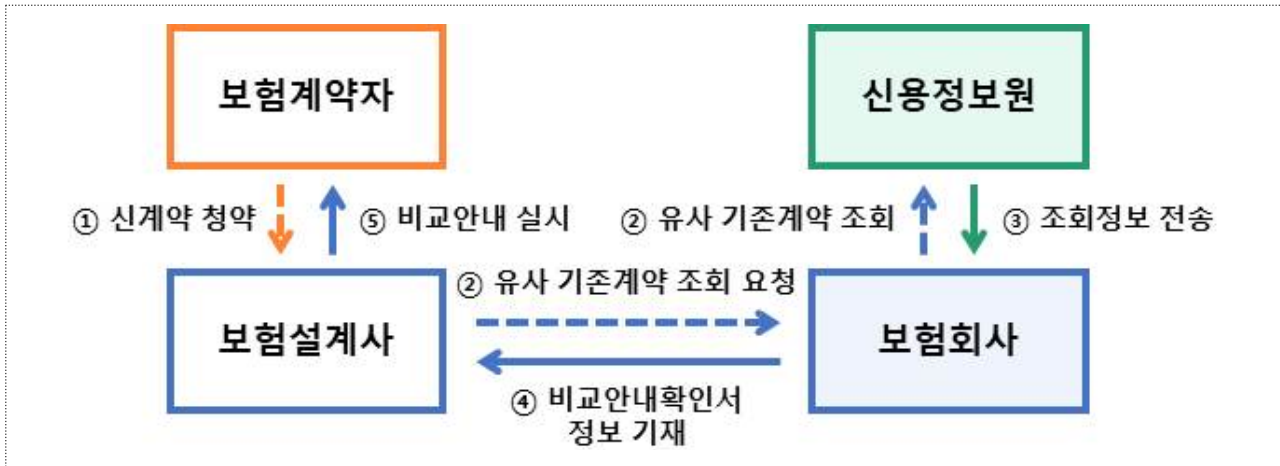 보험계약자
신용정보원
① 신계약 청약
⑤ 비교안내 실시
② 유사 기존계약 조회
③ 조회정보 전송
② 유사 기존계약 조회 요청
보험설계사
보험회사
④ 비교안내확인서
정보 기재